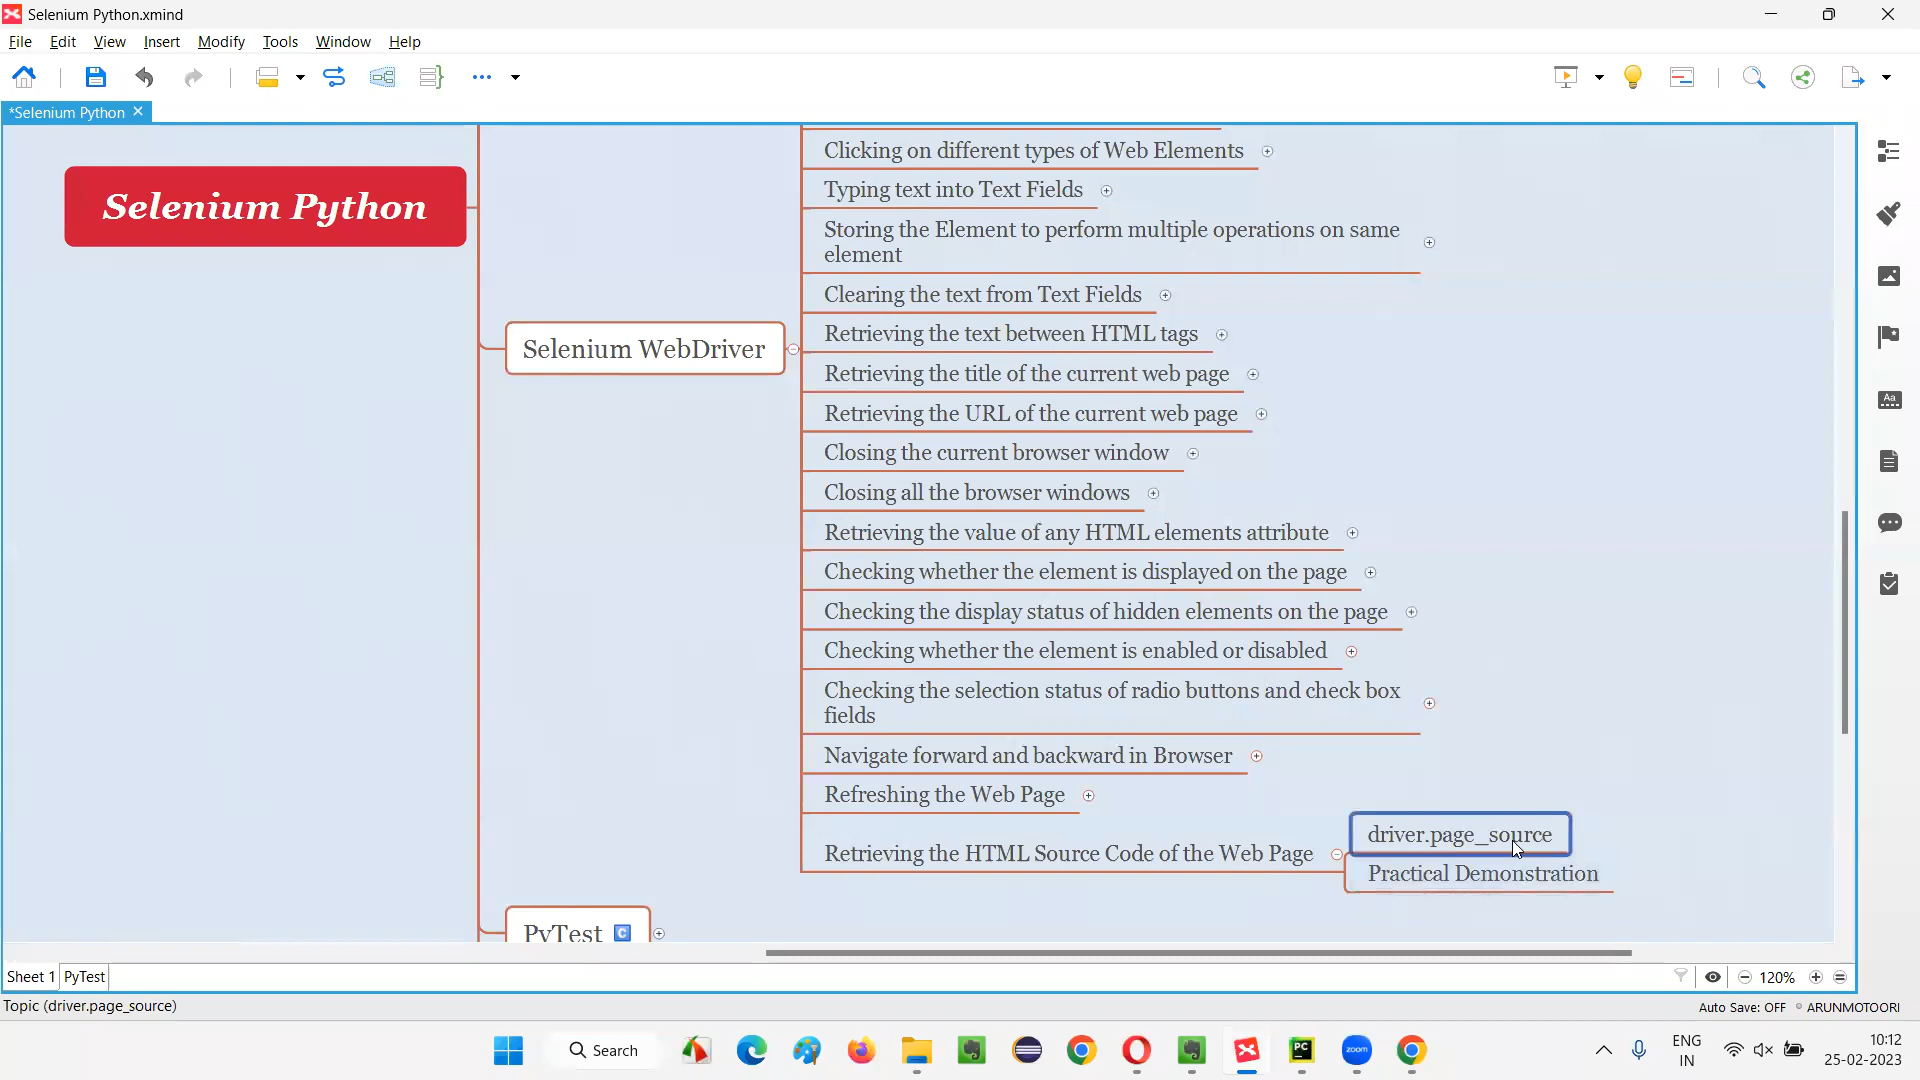 Selenium Python.xmind
File Edit View Insert Modify Tools Window Help
*Selenium Python
Selenium Python
Selenium WebDriver
Clicking on different types of Web Elements
Typing text into Text Fields
Storing the Element to perform multiple operations on same
element
Clearing the text from Text Fields
Retrieving the text between HTML tags
Retrieving the title of the current web page
Retrieving the URL of the current web page
Closing the current browser window
Closing all the browser windows
Retrieving the value of any HTML elements attribute
Checking whether the element is displayed on the page
Checking the display status of hidden elements on the page
Checking whether the element is enabled or disabled
Checking the selection status of radio buttons and check box
fields
Navigate forward and backward in Browser
Refreshing the Web Page
Retrieving the HTML Source Code of the Web Page
driver.page_source
Practical Demonstration
PyTest C
Sheet 1 PyTest
120%
Topic (driver.page_source)
Auto Save: OFF ARUNMOTOORI
Search
Aa
PC
zoom
ENG
IN
10:12
25-02-2023